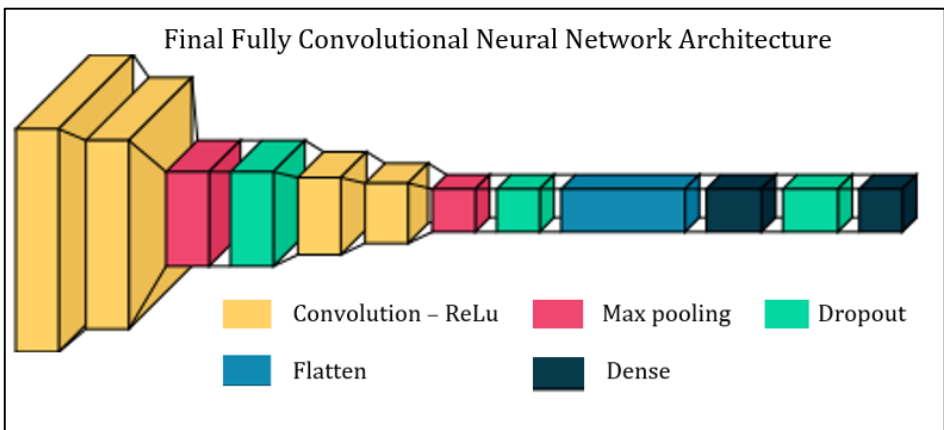 Final Fully Convolutional Neural Network Architecture
Convolution – ReLu
Max pooling
Dropout
Flatten
Dense